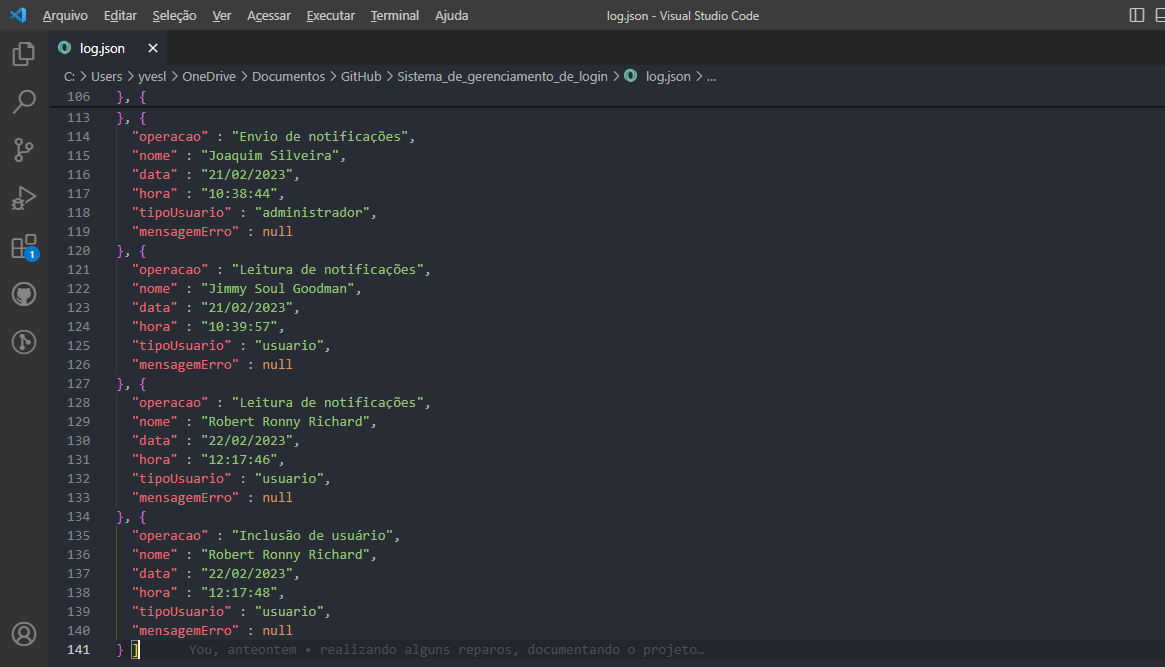 Arquivo Editar Seleção Ver Acessar Executar Terminal Ajuda log.json - Visual Studio Code
log.json
C: > Users > yvesl > OneDrive > Documentos > GitHub > Sistema_de_gerenciamento_de_login > log.json > ...
106 }, {
113 }, {
114 "operacao" : "Envio de notificações",
115 "nome" : "Joaquim Silveira",
116 "data" : "21/02/2023",
117 "hora" : "10:38:44",
118 "tipoUsuario" : "administrador",
119 "mensagemErro" : null
120 }, {
121 "operacao" : "Leitura de notificações",
122 "nome" : "Jimmy Soul Goodman",
123 "data" : "21/02/2023",
124 "hora" : "10:39:57",
125 "tipoUsuario" : "usuario",
126 "mensagemErro" : null
127 }, {
128 "operacao" : "Leitura de notificações",
129 "nome" : "Robert Ronny Richard",
130 "data" : "22/02/2023",
131 "hora" : "12:17:46",
132 "tipoUsuario" : "usuario",
133 "mensagemErro" : null
134 }, {
135 "operacao" : "Inclusão de usuário",
136 "nome" : "Robert Ronny Richard",
137 "data" : "22/02/2023",
138 "hora" : "12:17:48",
139 "tipoUsuario" : "usuario",
140 "mensagemErro" : null
141 } ] You, anteontem • realizando alguns reparos, documentando o projeto…
1